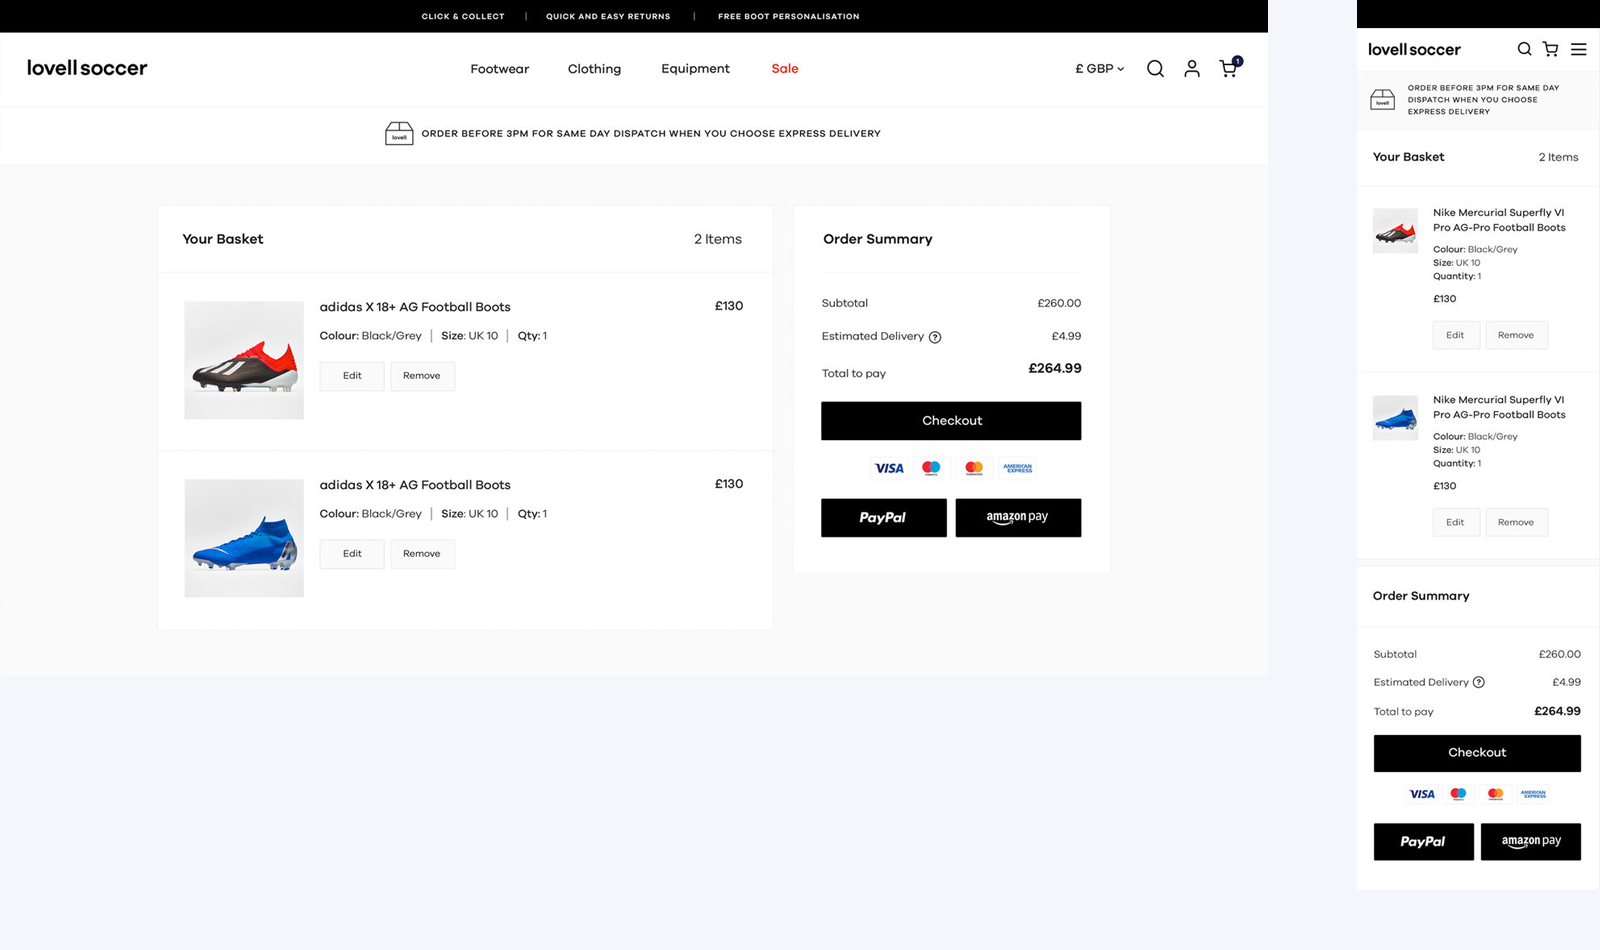 CLICK & COLLECT | QUICK AND EASY RETURNS | FREE BOOT PERSONALISATION
lovell soccer
Footwear Clothing Equipment Sale
£ GBP
1
lovell
ORDER BEFORE 3PM FOR SAME DAY DISPATCH WHEN YOU CHOOSE EXPRESS DELIVERY
Your Basket 2 Items
adidas X 18+ AG Football Boots £130
Colour: Black/Grey | Size: UK 10 | Qty: 1
Edit Remove
adidas X 18+ AG Football Boots £130
Colour: Black/Grey | Size: UK 10 | Qty: 1
Edit Remove
Order Summary
Subtotal £260.00
Estimated Delivery ? £4.99
Total to pay £264.99
Checkout
VISA AMERICAN EXPRESS
PayPal amazon pay
lovell soccer
lovell
ORDER BEFORE 3PM FOR SAME DAY
DISPATCH WHEN YOU CHOOSE
EXPRESS DELIVERY
Your Basket 2 Items
Nike Mercurial Superfly VI
Pro AG-Pro Football Boots
Colour: Black/Grey
Size: UK 10
Quantity: 1
£130
Edit Remove
Nike Mercurial Superfly VI
Pro AG-Pro Football Boots
Colour: Black/Grey
Size: UK 10
Quantity: 1
£130
Edit Remove
Order Summary
Subtotal £260.00
Estimated Delivery ? £4.99
Total to pay £264.99
Checkout
VISA AMERICAN EXPRESS
PayPal amazon pay